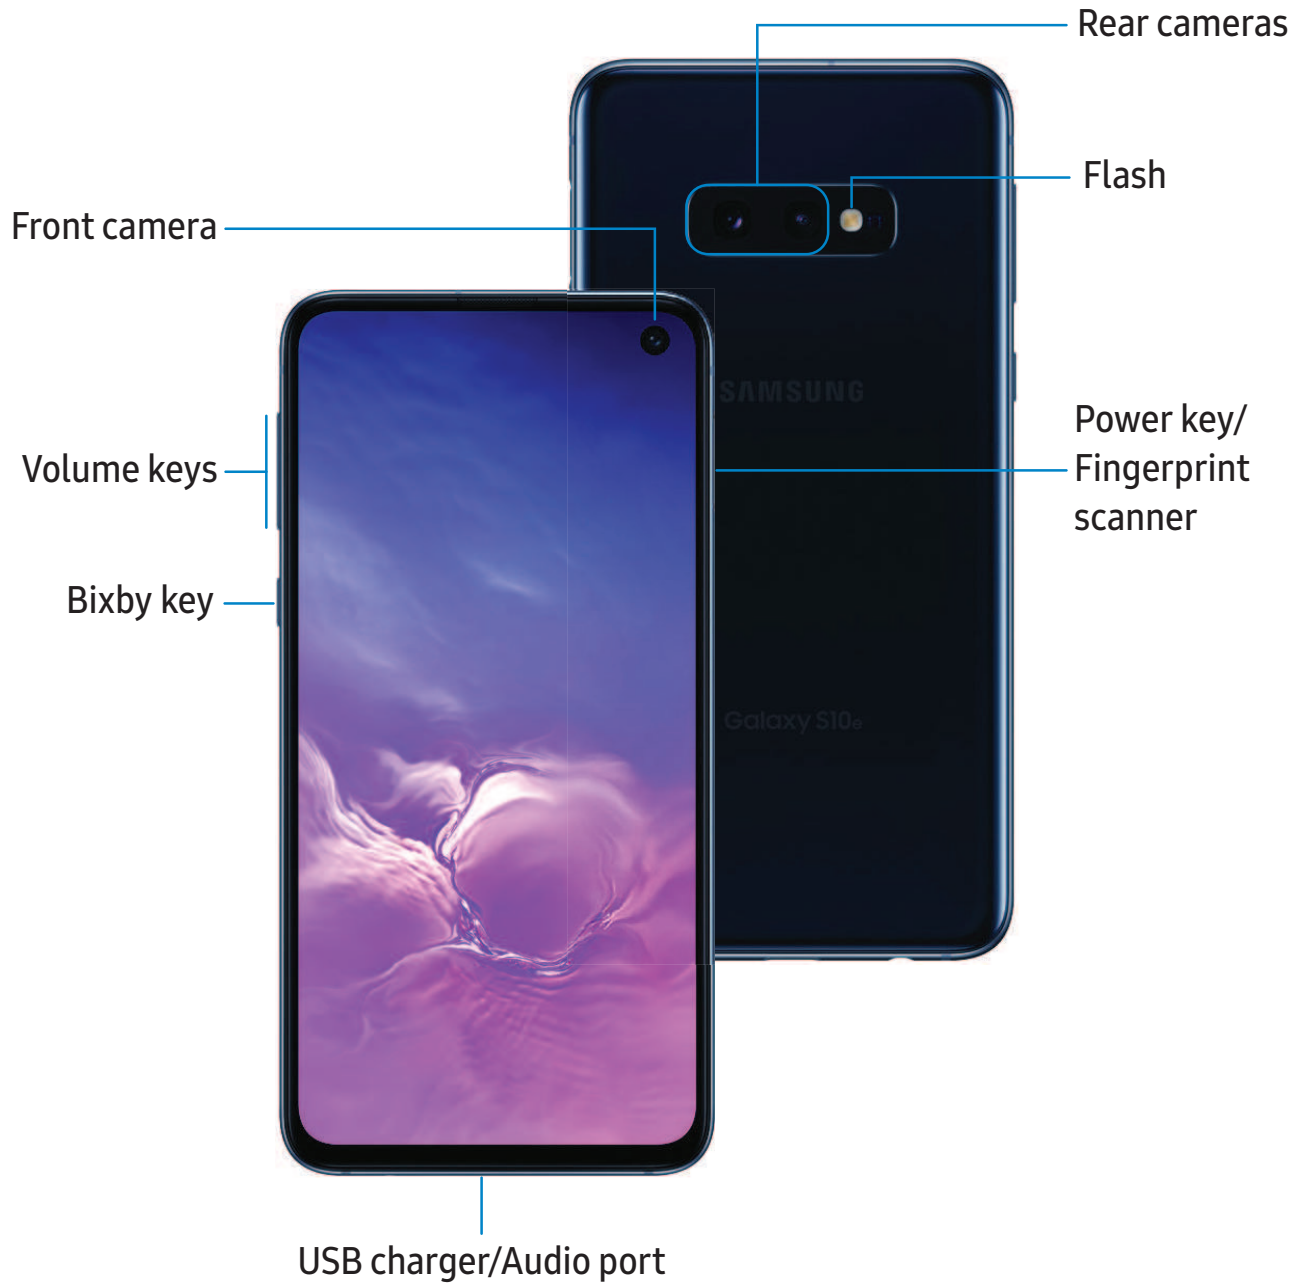 Rear cameras
Flash
Front camera
SAMSUNG
Power key/
Fingerprint
scanner
Volume keys
Bixby key
Galaxy S10e
USB charger/Audio port